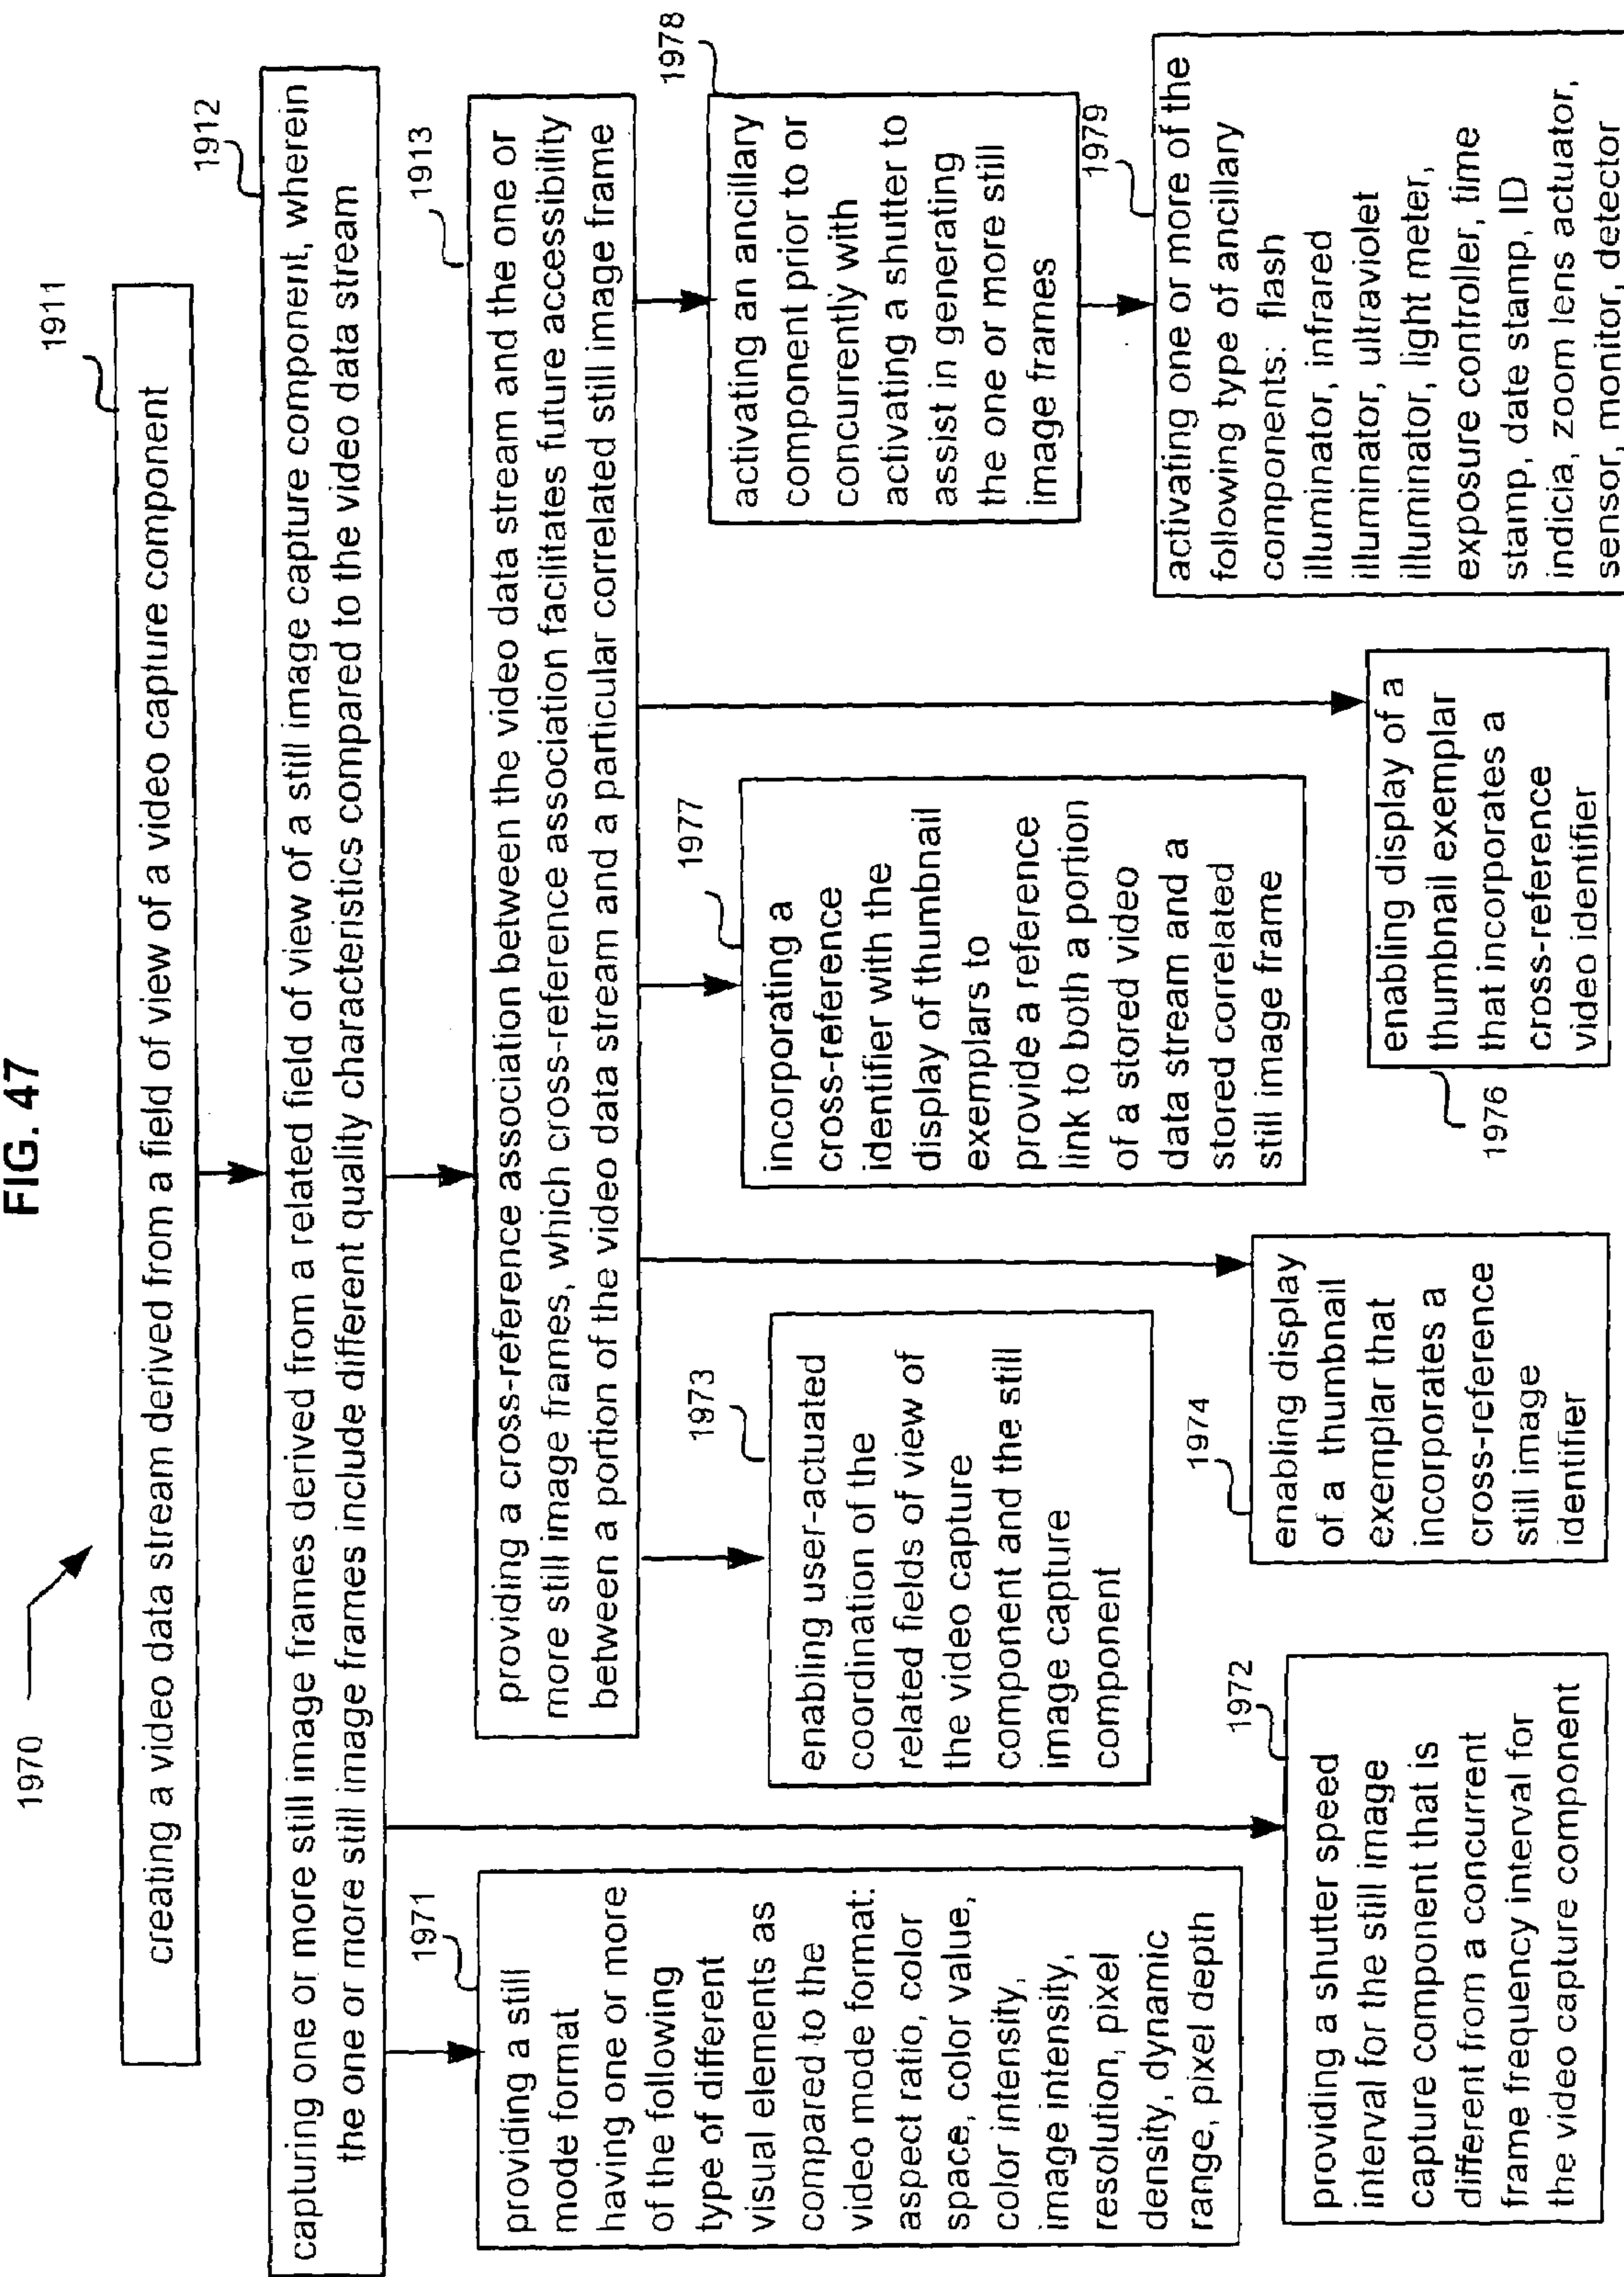 FIG. 47
1970
1911
creating a video data stream derived from a field of view of a video capture component
1912
capturing one or more still image frames derived from a related field of view of a still image capture component, wherein
the one or more still image frames include different quality characteristics compared to the video data stream
1913
providing a cross-reference association between the video data stream and the one or
more still image frames, which cross-reference association facilitates future accessibility
between a portion of the video data stream and a particular correlated still image frame
1971
providing a still
mode format
having one or more
of the following
type of different
visual elements as
compared to the
video mode format:
aspect ratio, color
space, color value,
color intensity,
image intensity,
resolution, pixel
density, dynamic
range, pixel depth
1972
providing a shutter speed
interval for the still image
capture component that is
different from a concurrent
frame frequency interval for
the video capture component
1973
enabling user-actuated
coordination of the
related fields of view of
the video capture
component and the still
image capture
component
1974
enabling display
of a thumbnail
exemplar that
incorporates a
cross-reference
still image
identifier
1977
incorporating a
cross-reference
identifier with the
display of thumbnail
exemplars to
provide a reference
link to both a portion
of a stored video
data stream and a
stored correlated
still image frame
1976
enabling display of a
thumbnail exemplar
that incorporates a
cross-reference
video identifier
1978
activating an ancillary
component prior to or
concurrently with
activating a shutter to
assist in generating
the one or more still
image frames
1979
activating one or more of the
following type of ancillary
components: flash
illuminator, infrared
illuminator, ultraviolet
illuminator, light meter,
exposure controller, time
stamp, date stamp, ID
indicia, zoom lens actuator,
sensor, monitor, detector